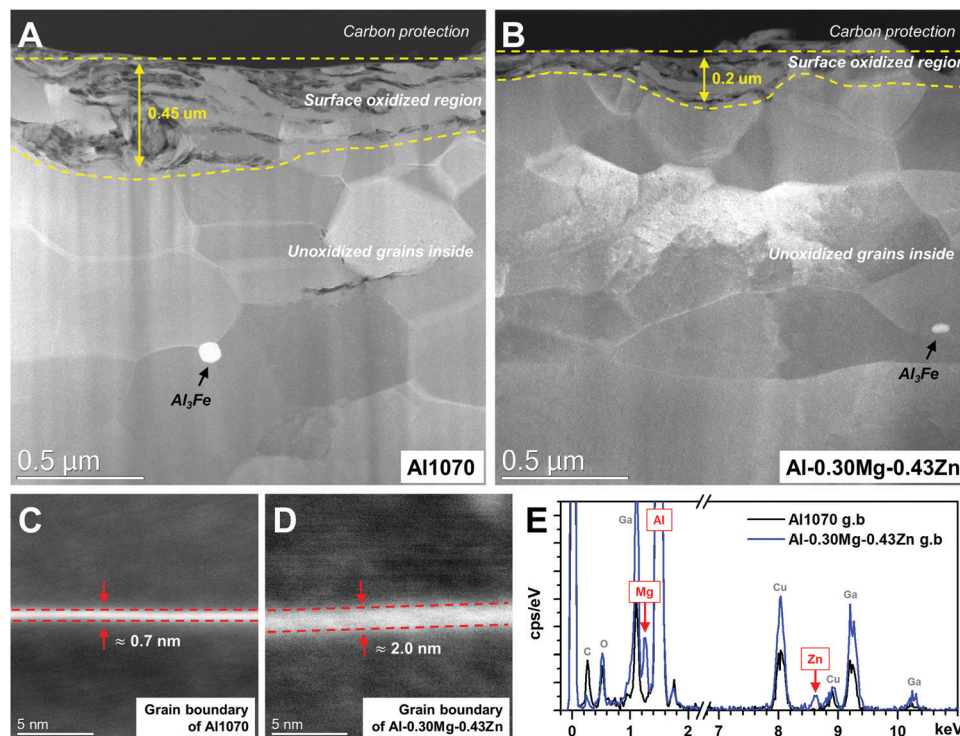 A
Carbon protection
Surface oxidized region
0.45 um
Unoxidized grains inside
Al₃Fe
0.5 µm
Al1070
B
Carbon protection
Surface oxidized region
0.2 um
Unoxidized grains inside
Al₃Fe
0.5 µm
Al-0.30Mg-0.43Zn
C
≈ 0.7 nm
5 nm
Grain boundary
of Al1070
D
≈ 2.0 nm
5 nm
Grain boundary
of Al-0.30Mg-0.43Zn
E
Al1070 g.b
Al-0.30Mg-0.43Zn g.b
cps/eV
C
O
Ga
Mg
Al
Cu
Zn
Cu
Ga
Ga
0 1 2 7 8 9 10 keV